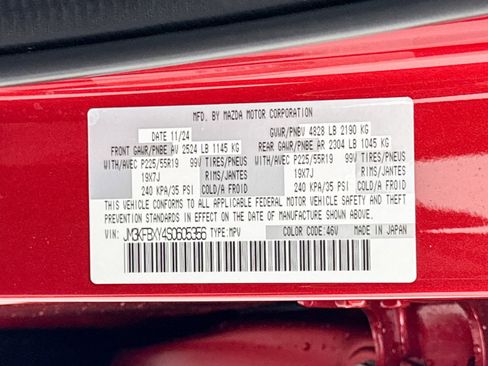 MFD. BY MAZDA MOTOR CORPORATION
DATE 11/24 GVWR/PNBV 4828 LB 2190 KG
FRONT GAWR/PNBE AV 2524 LB 1145 KG REAR GAWR/PNBE AR 2304 LB 1045 KG
WITH/AVEC P225/55R19 99V TIRES/PNEUS WITH/AVEC P225/55R19 99V TIRES/PNEUS
19X7J RIMS/JANTES 19X7J RIMS/JANTES
240 KPA/35 PSI COLD/A FROID 240 KPA/35 PSI COLD/A FROID
THIS VEHICLE CONFORMS TO ALL APPLICABLE FEDERAL MOTOR VEHICLE SAFETY AND THEFT
PREVENTION STANDARDS IN EFFECT ON THE DATE OF MANUFACTURE SHOWN ABOVE.
VIN: JM3KFBXY4S0605356 TYPE:MPV COLOR CODE:46V MADE IN JAPAN